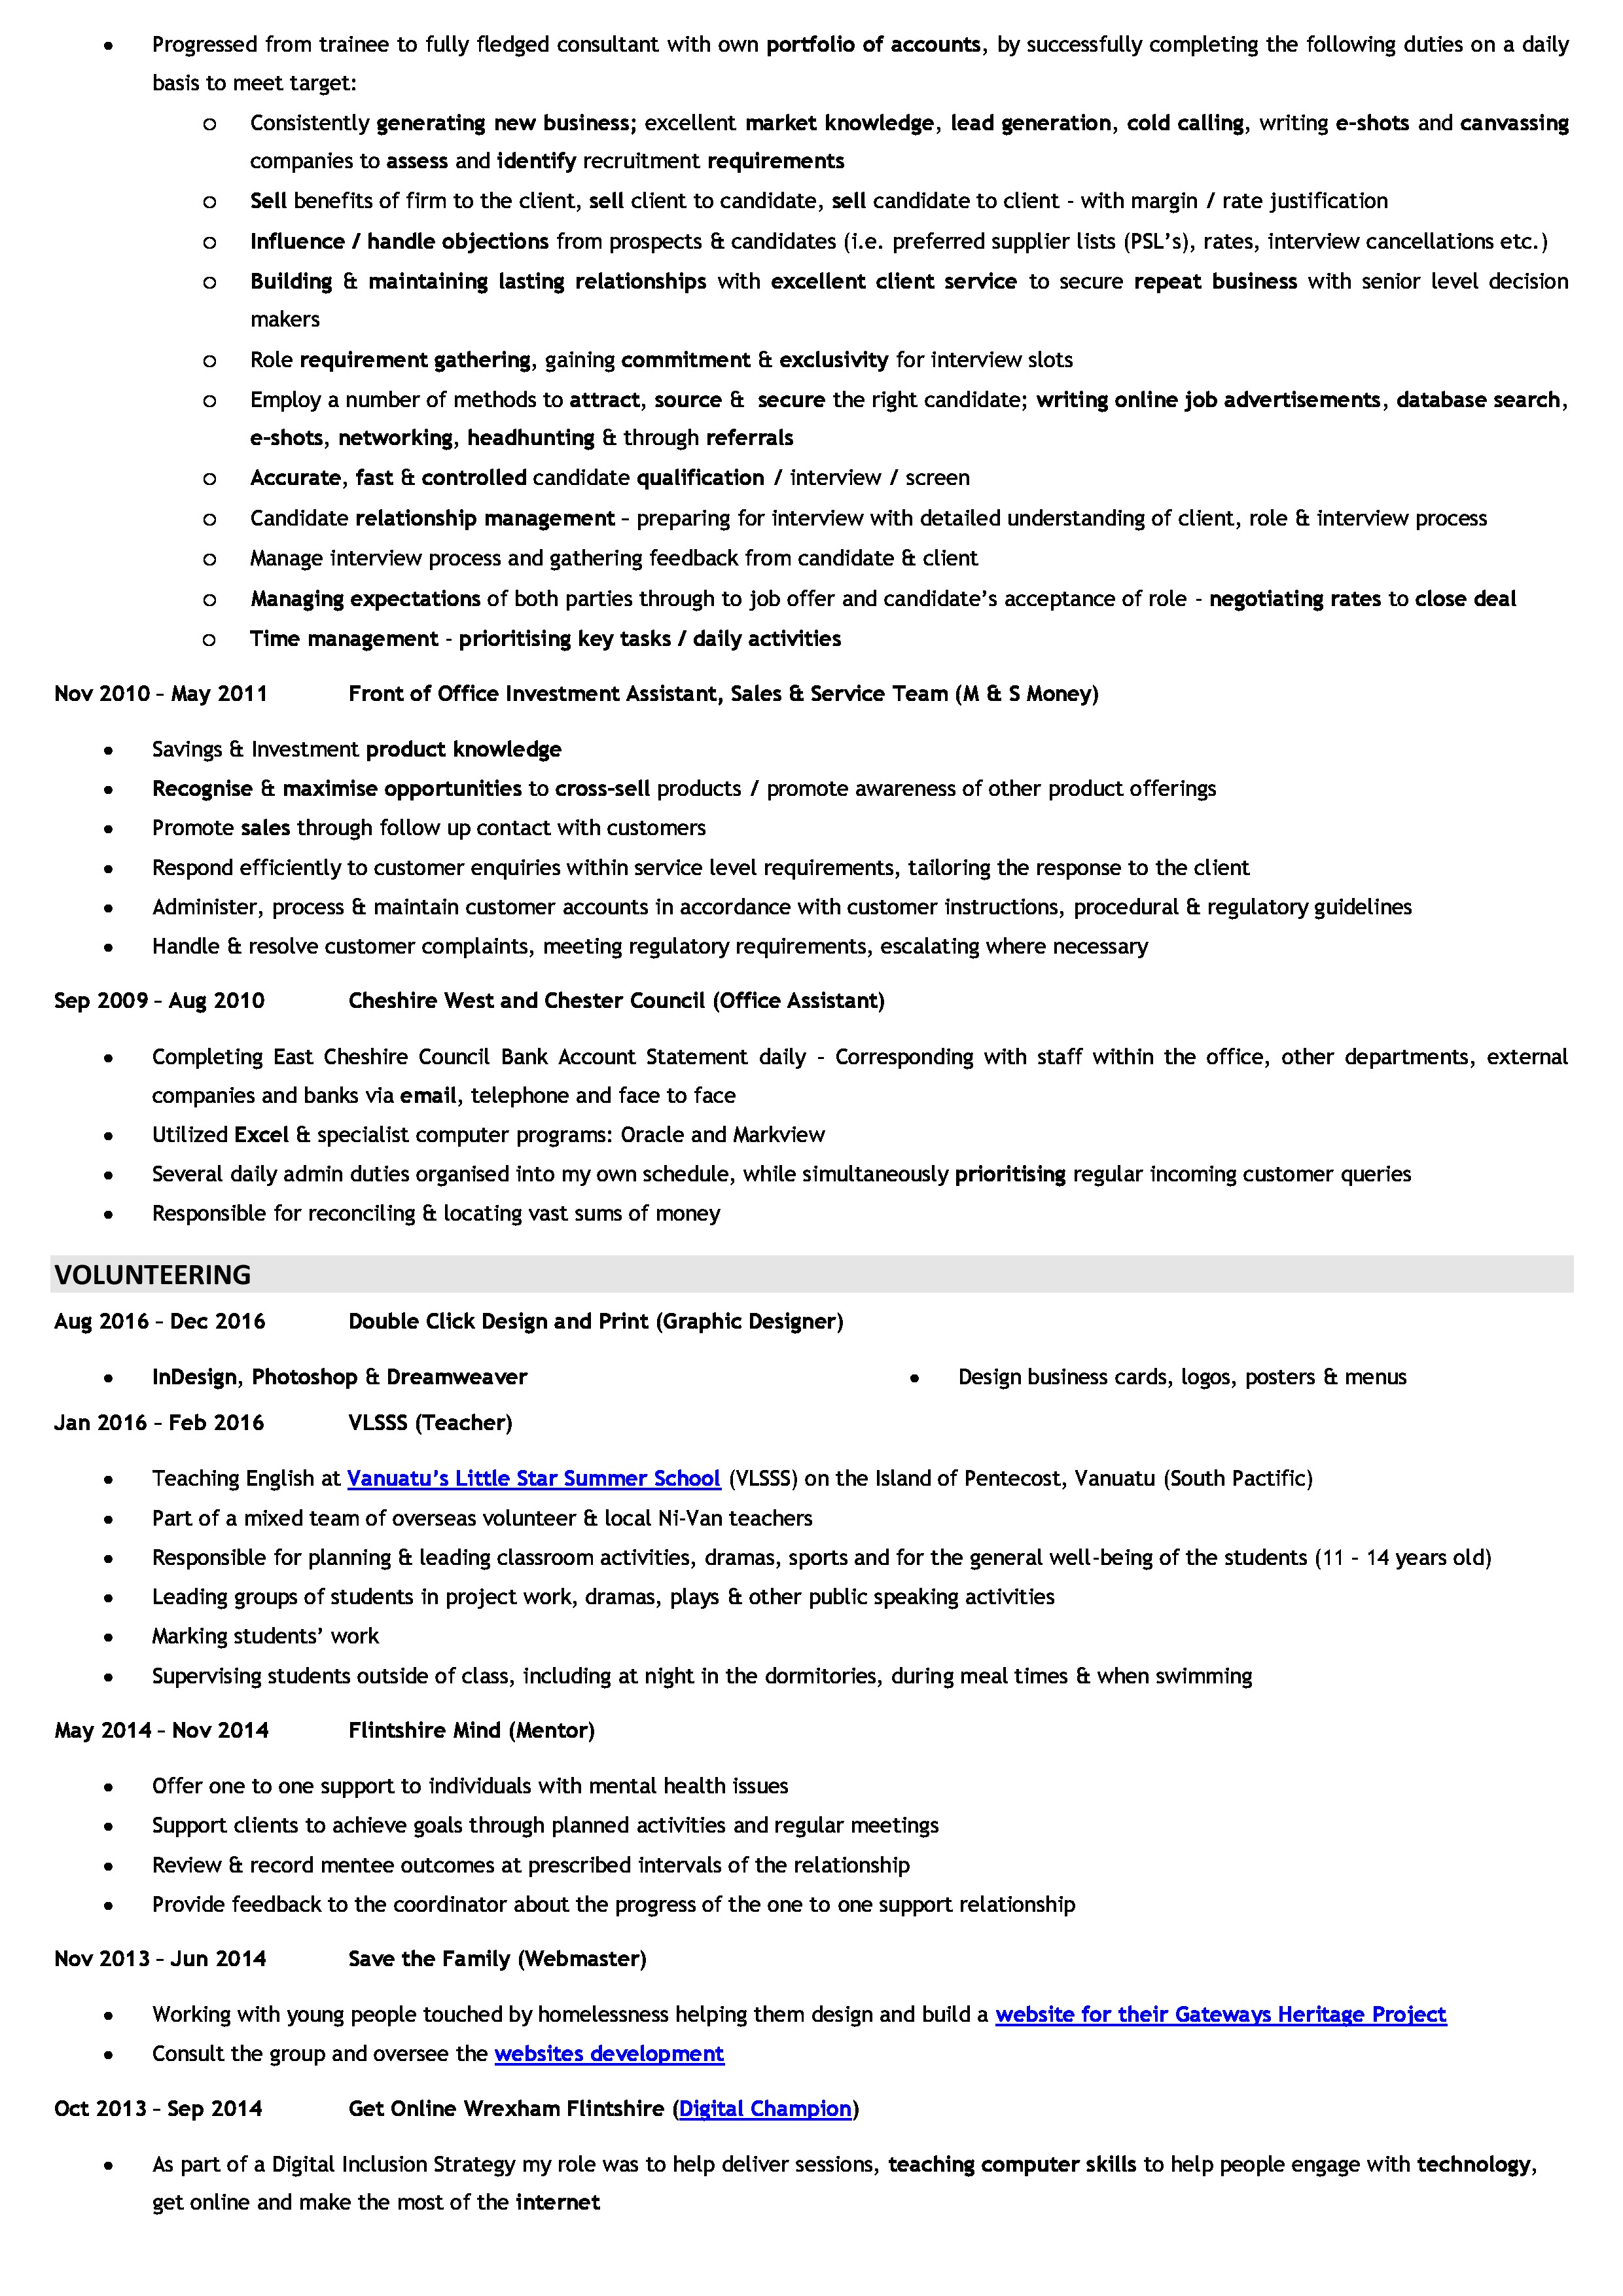 • Progressed from trainee to fully fledged consultant with own portfolio of accounts, by successfully completing the following duties on a daily
basis to meet target:
o Consistently generating new business; excellent market knowledge, lead generation, cold calling, writing e-shots and canvassing
companies to assess and identify recruitment requirements
o Sell benefits of firm to the client, sell client to candidate, sell candidate to client - with margin / rate justification
o Influence / handle objections from prospects & candidates (i.e. preferred supplier lists (PSL's), rates, interview cancellations etc.)
o Building & maintaining lasting relationships with excellent client service to secure repeat business with senior level decision
makers
o Role requirement gathering, gaining commitment & exclusivity for interview slots
o Employ a number of methods to attract, source & secure the right candidate; writing online job advertisements, database search,
e-shots, networking, headhunting & through referrals
o Accurate, fast & controlled candidate qualification / interview / screen
o Candidate relationship management – preparing for interview with detailed understanding of client, role & interview process
o Manage interview process and gathering feedback from candidate & client
o Managing expectations of both parties through to job offer and candidate's acceptance of role - negotiating rates to close deal
o Time management - prioritising key tasks / daily activities
Nov 2010 – May 2011 Front of Office Investment Assistant, Sales & Service Team (M & S Money)
• Savings & Investment product knowledge
• Recognise & maximise opportunities to cross-sell products / promote awareness of other product offerings
• Promote sales through follow up contact with customers
• Respond efficiently to customer enquiries within service level requirements, tailoring the response to the client
• Administer, process & maintain customer accounts in accordance with customer instructions, procedural & regulatory guidelines
• Handle & resolve customer complaints, meeting regulatory requirements, escalating where necessary
Sep 2009 – Aug 2010 Cheshire West and Chester Council (Office Assistant)
• Completing East Cheshire Council Bank Account Statement daily - Corresponding with staff within the office, other departments, external
companies and banks via email, telephone and face to face
• Utilized Excel & specialist computer programs: Oracle and Markview
• Several daily admin duties organised into my own schedule, while simultaneously prioritising regular incoming customer queries
• Responsible for reconciling & locating vast sums of money
VOLUNTEERING
Aug 2016 – Dec 2016 Double Click Design and Print (Graphic Designer)
• InDesign, Photoshop & Dreamweaver • Design business cards, logos, posters & menus
Jan 2016 – Feb 2016 VLSSS (Teacher)
• Teaching English at Vanuatu's Little Star Summer School (VLSSS) on the Island of Pentecost, Vanuatu (South Pactific)
• Part of a mixed team of overseas volunteer & local Ni-Van teachers
• Responsible for planning & leading classroom activities, dramas, sports and for the general well-being of the students (11 - 14 years old)
• Leading groups of students in project work, dramas, plays & other public speaking activities
• Marking students' work
• Supervising students outside of class, including at night in the dormitories, during meal times & when swimming
May 2014 – Nov 2014 Flintshire Mind (Mentor)
• Offer one to one support to individuals with mental health issues
• Support clients to achieve goals through planned activities and regular meetings
• Review & record mentee outcomes at prescribed intervals of the relationship
• Provide feedback to the coordinator about the progress of the one to one support relationship
Nov 2013 – Jun 2014 Save the Family (Webmaster)
• Working with young people touched by homelessness helping them design and build a website for their Gateways Heritage Project
• Consult the group and oversee the websites development
Oct 2013 – Sep 2014 Get Online Wrexham Flintshire (Digital Champion)
• As part of a Digital Inclusion Strategy my role was to help deliver sessions, teaching computer skills to help people engage with technology,
get online and make the most of the internet